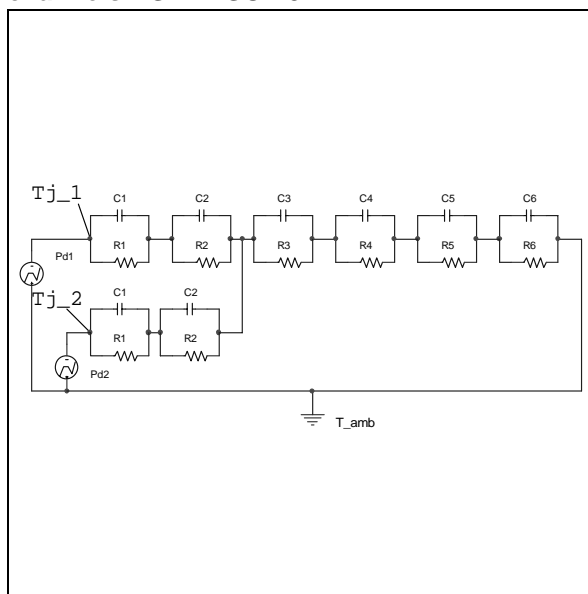 Tj_1
C1 C2 C3 C4 C5 C6
R1 R2 R3 R4 R5 R6
Pd1
Tj_2
C1 C2
R1 R2
Pd2
T_amb